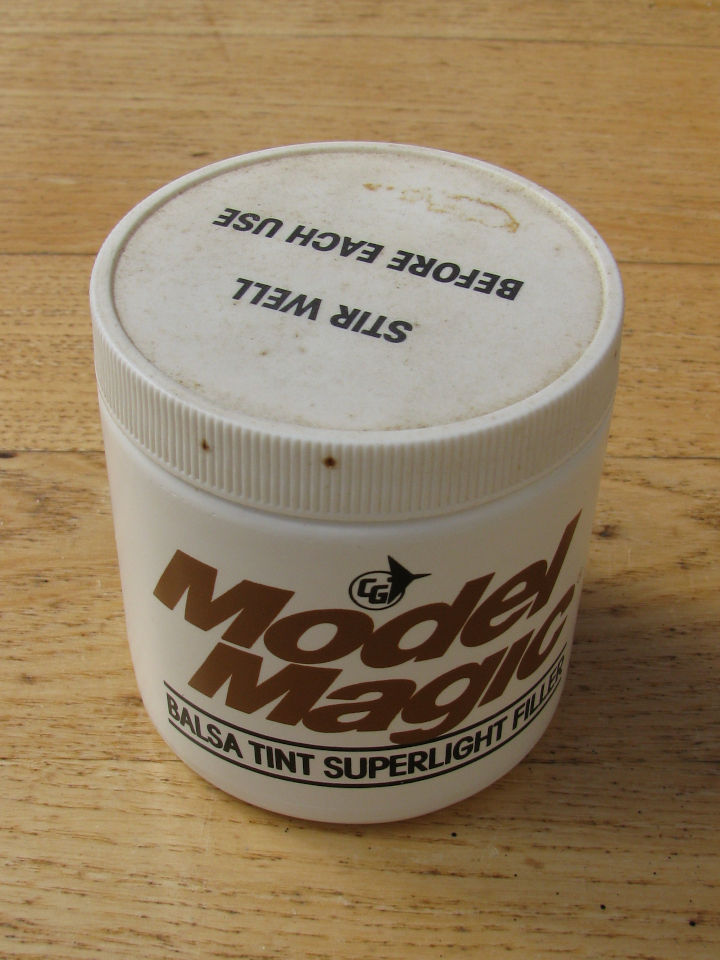 STIR WELL
BEFORE EACH USE
CG
Model
Magic
BALSA TINT SUPERLIGHT FILLER